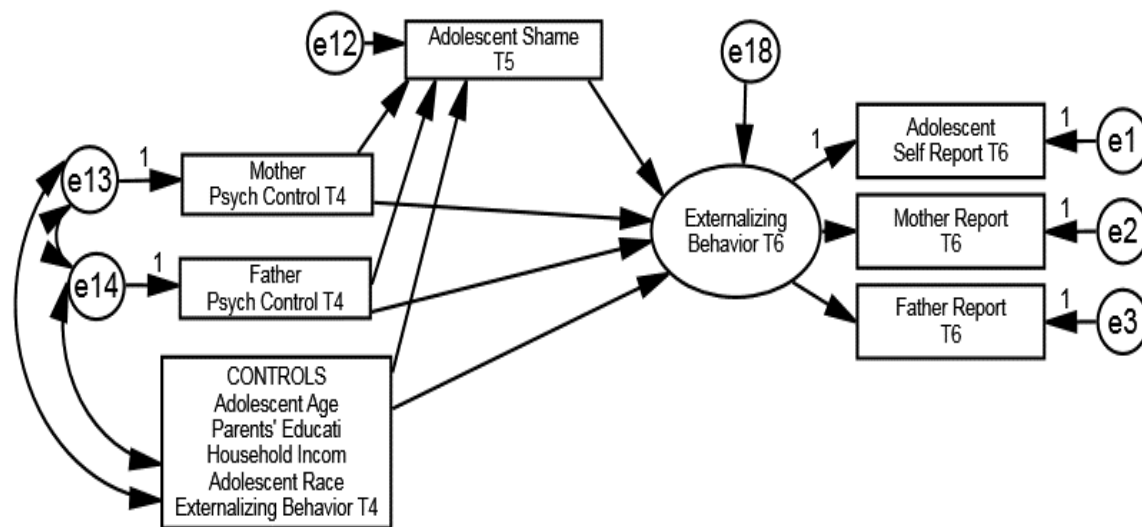 e12
Adolescent Shame
T5
e18
1
Adolescent
Self Report T6
1
e1
e13
1
Mother
Psych Control T4
Externalizing
Behavior T6
Mother Report
T6
1
e2
e14
1
Father
Psych Control T4
Father Report
T6
1
e3
CONTROLS
Adolescent Age
Parents' Educati
Household Incom
Adolescent Race
Externalizing Behavior T4